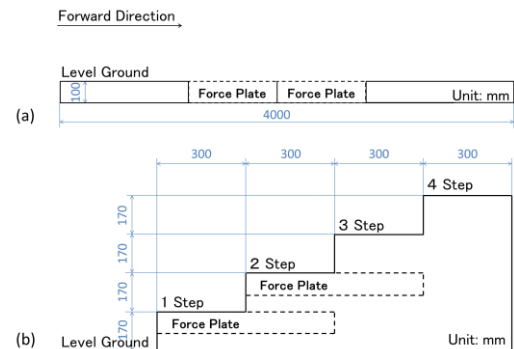 Forward Direction
Level Ground
100
Force Plate
Force Plate
Unit: mm
(a)
4000
300
300
300
300
4 Step
170
3 Step
170
2 Step
170
Force Plate
1 Step
170
Force Plate
(b)
Level Ground
Unit: mm